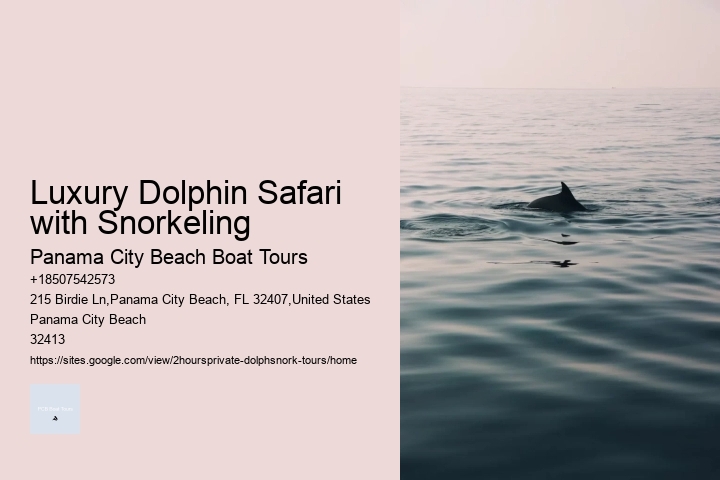 Luxury Dolphin Safari
with Snorkeling
Panama City Beach Boat Tours
+18507542573
215 Birdie Ln,Panama City Beach, FL 32407,United States
Panama City Beach
32413
https://sites.google.com/view/2hoursprivate-dolphsnork-tours/home